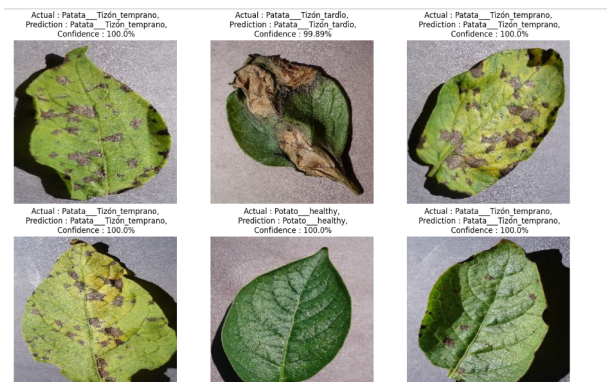 Actual : Patata___Tizón_temprano,
Prediction : Patata___Tizón_temprano,
Confidence : 100.0%
Actual : Patata___Tizón_tardío,
Prediction : Patata___Tizón_tardío,
Confidence : 99.89%
Actual : Patata___Tizón_temprano,
Prediction : Patata___Tizón_temprano,
Confidence : 100.0%
Actual : Patata___Tizón_temprano,
Prediction : Patata___Tizón_temprano,
Confidence : 100.0%
Actual : Potato___healthy,
Prediction : Potato___healthy,
Confidence : 100.0%
Actual : Patata___Tizón_temprano,
Prediction : Patata___Tizón_temprano,
Confidence : 100.0%